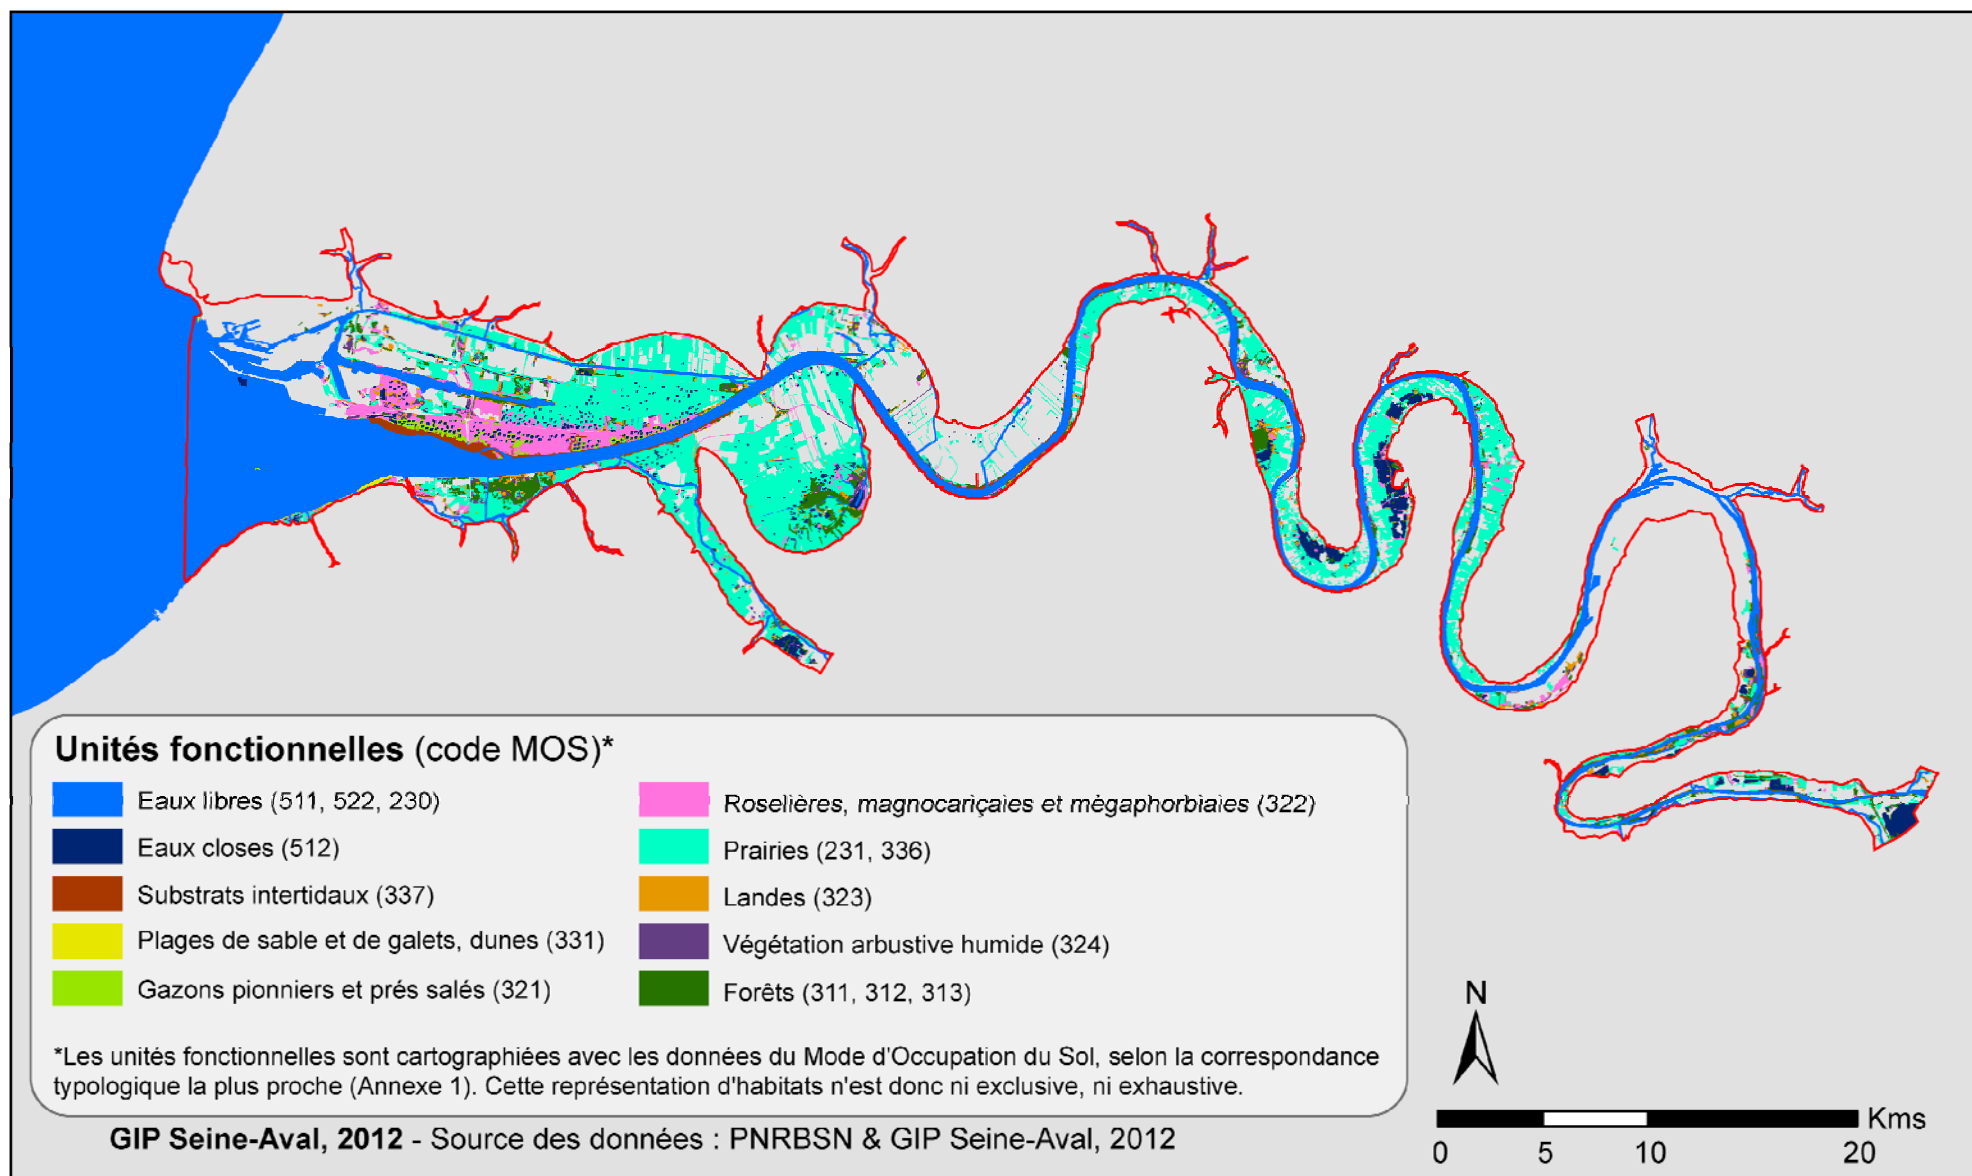 Unités fonctionnelles (code MOS)*
Eaux libres (511, 522, 230)
Eaux closes (512)
Substrats intertidaux (337)
Plages de sable et de galets, dunes (331)
Gazons pionniers et prés salés (321)
Roselières, magnocariçaies et mégaphorbiaies (322)
Prairies (231, 336)
Landes (323)
Végétation arbustive humide (324)
Forêts (311, 312, 313)
*Les unités fonctionnelles sont cartographiées avec les données du Mode d'Occupation du Sol, selon la correspondance
typologique la plus proche (Annexe 1). Cette représentation d'habitats n'est donc ni exclusive, ni exhaustive.
GIP Seine-Aval, 2012 - Source des données : PNRBSN & GIP Seine-Aval, 2012
N
Kms
0 5 10 20